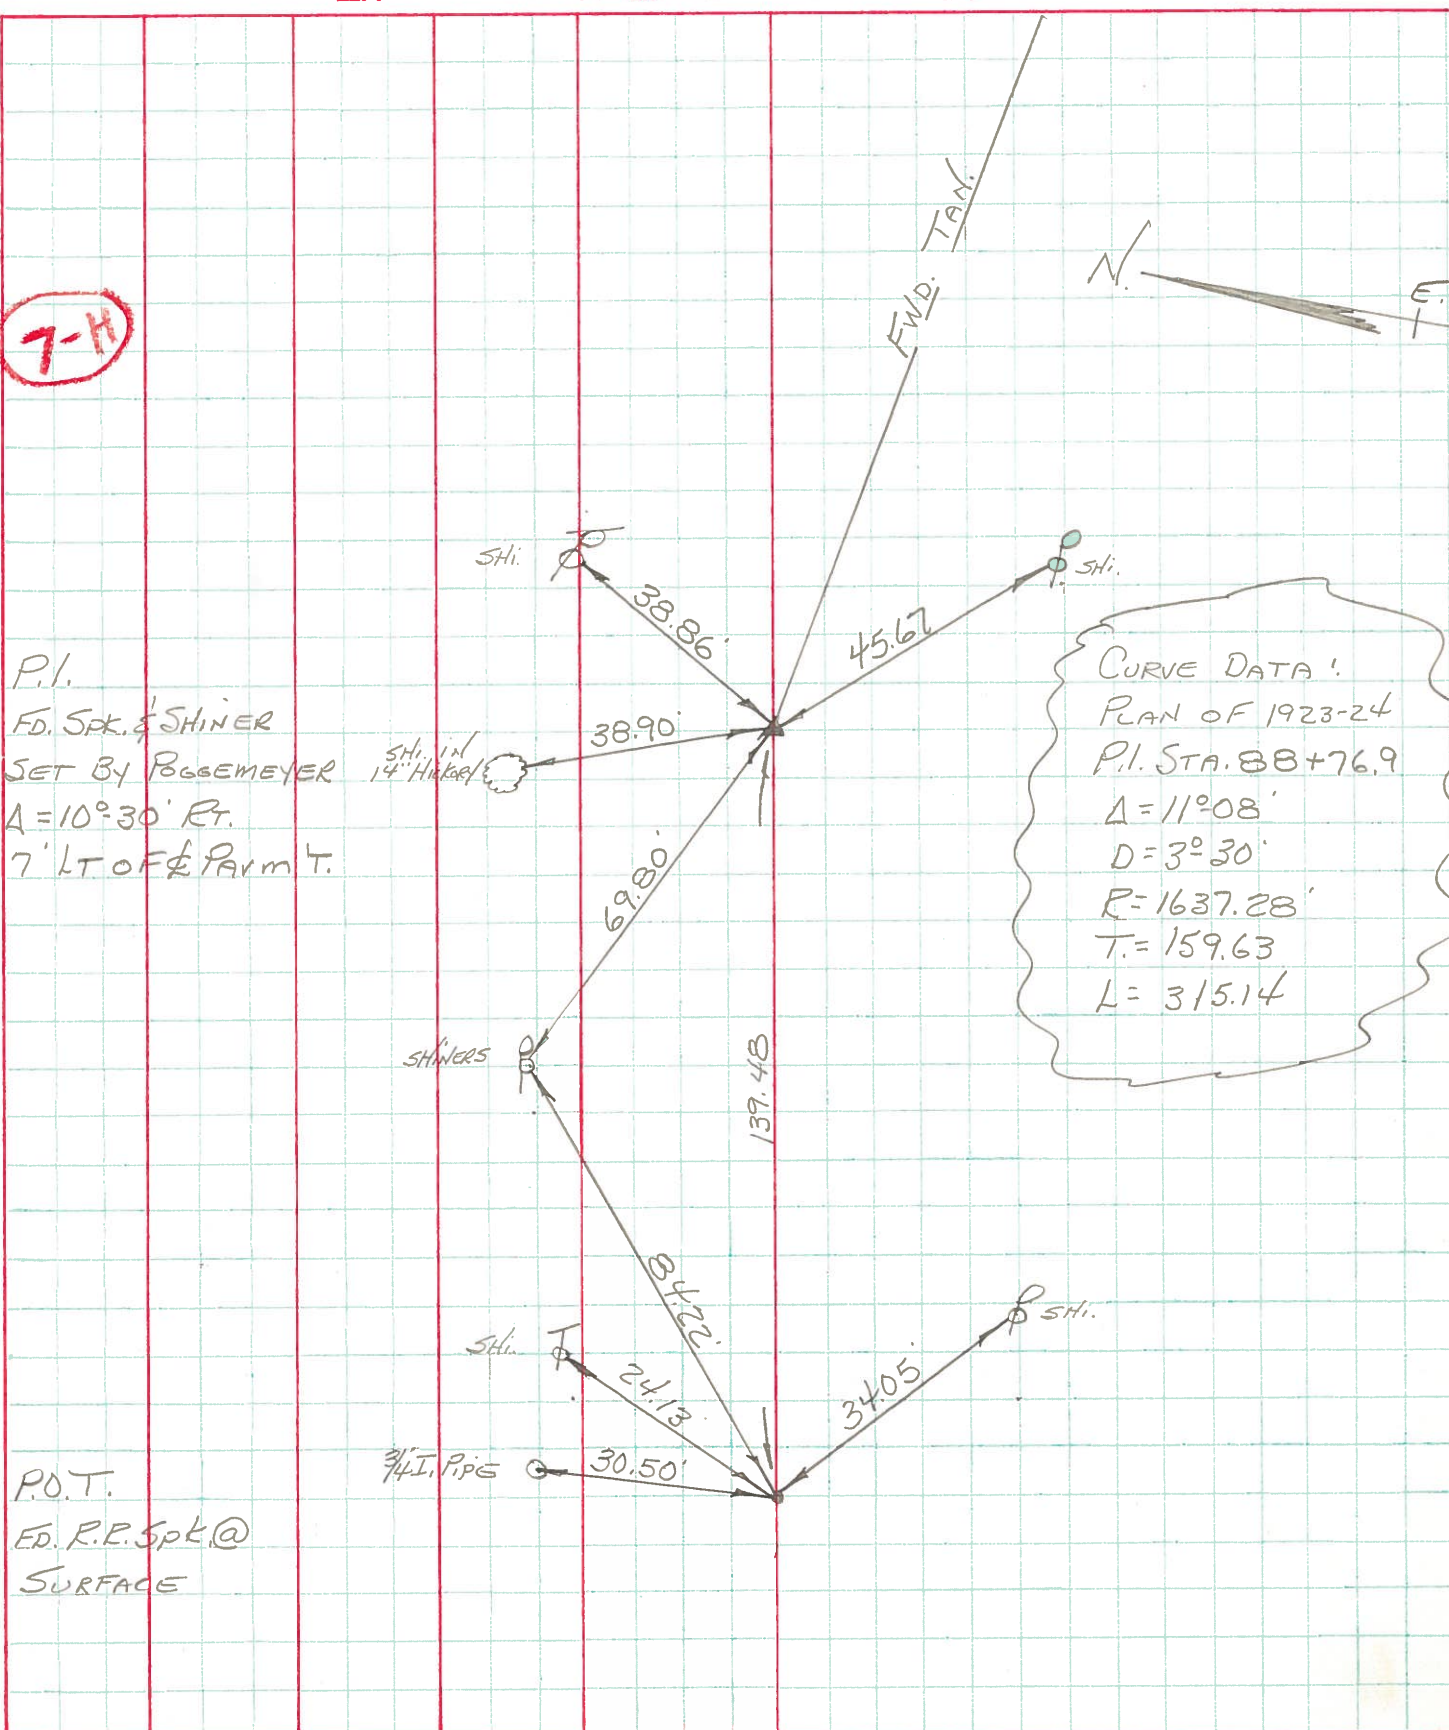 FWD. TAN.
N.
E.
7-H
SHi.
38.86'
45.67
SHi.
P.I.
FD. SPK. & SHINER
SET BY POGGEMEYER
Δ = 10°-30' RT.
7' LT OF ℄ PAVM'T.
38.90'
SHi. IN
14" HICKORY
CURVE DATA:
PLAN OF 1923-24
P.I. STA. 88+76.9
Δ = 11°08'
D = 3°30'
R = 1637.28'
T. = 159.63
L = 315.14
69.80'
SHINERS
139.48
84.22'
SHi.
24.13
34.05'
SHi.
3/4" I. PIPE
30.50'
P.O.T.
FD. R.R. SPK. @
SURFACE